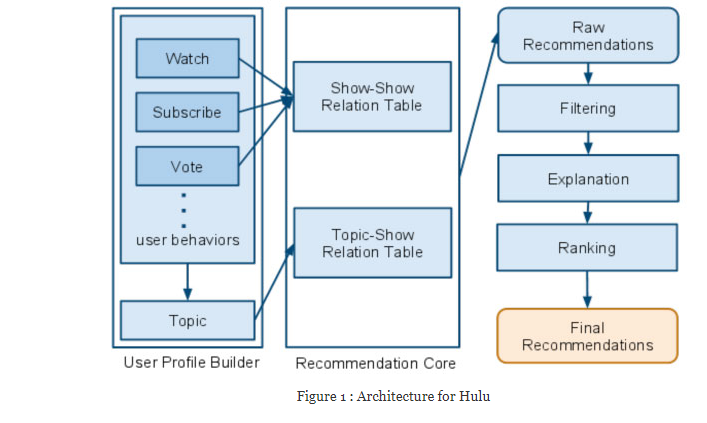 Watch
Subscribe
Vote
user behaviors
Topic
User Profile Builder
Show-Show
Relation Table
Topic-Show
Relation Table
Recommendation Core
Raw
Recommendations
Filtering
Explanation
Ranking
Final
Recommendations
Figure 1 : Architecture for Hulu